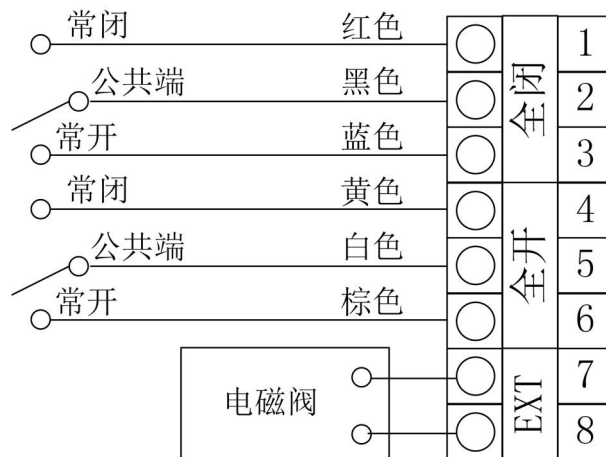 常闭 红色 1
公共端 黑色 全闭 2
常开 蓝色 3
常闭 黄色 4
公共端 白色 全开 5
常开 棕色 6
电磁阀 EXT 7
8